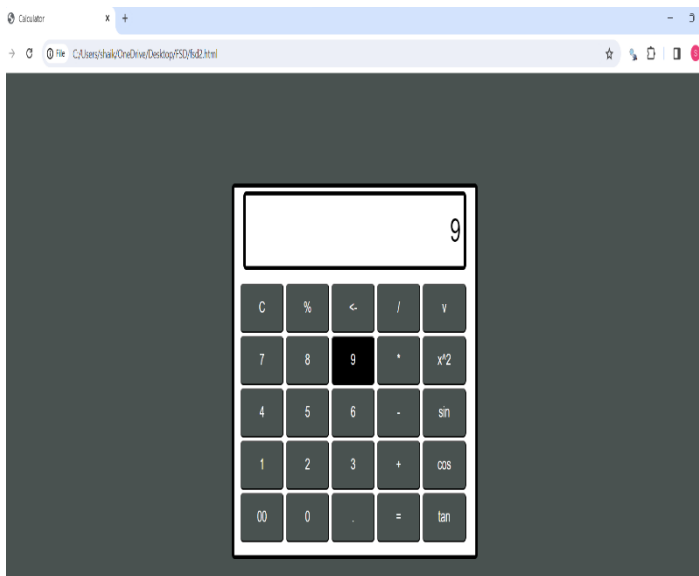 Calculator x +
File C:/Users/shaik/OneDrive/Desktop/FSD/fsd2.html
9
C % <- / v
7 8 9 * x^2
4 5 6 - sin
1 2 3 + cos
00 0 . = tan